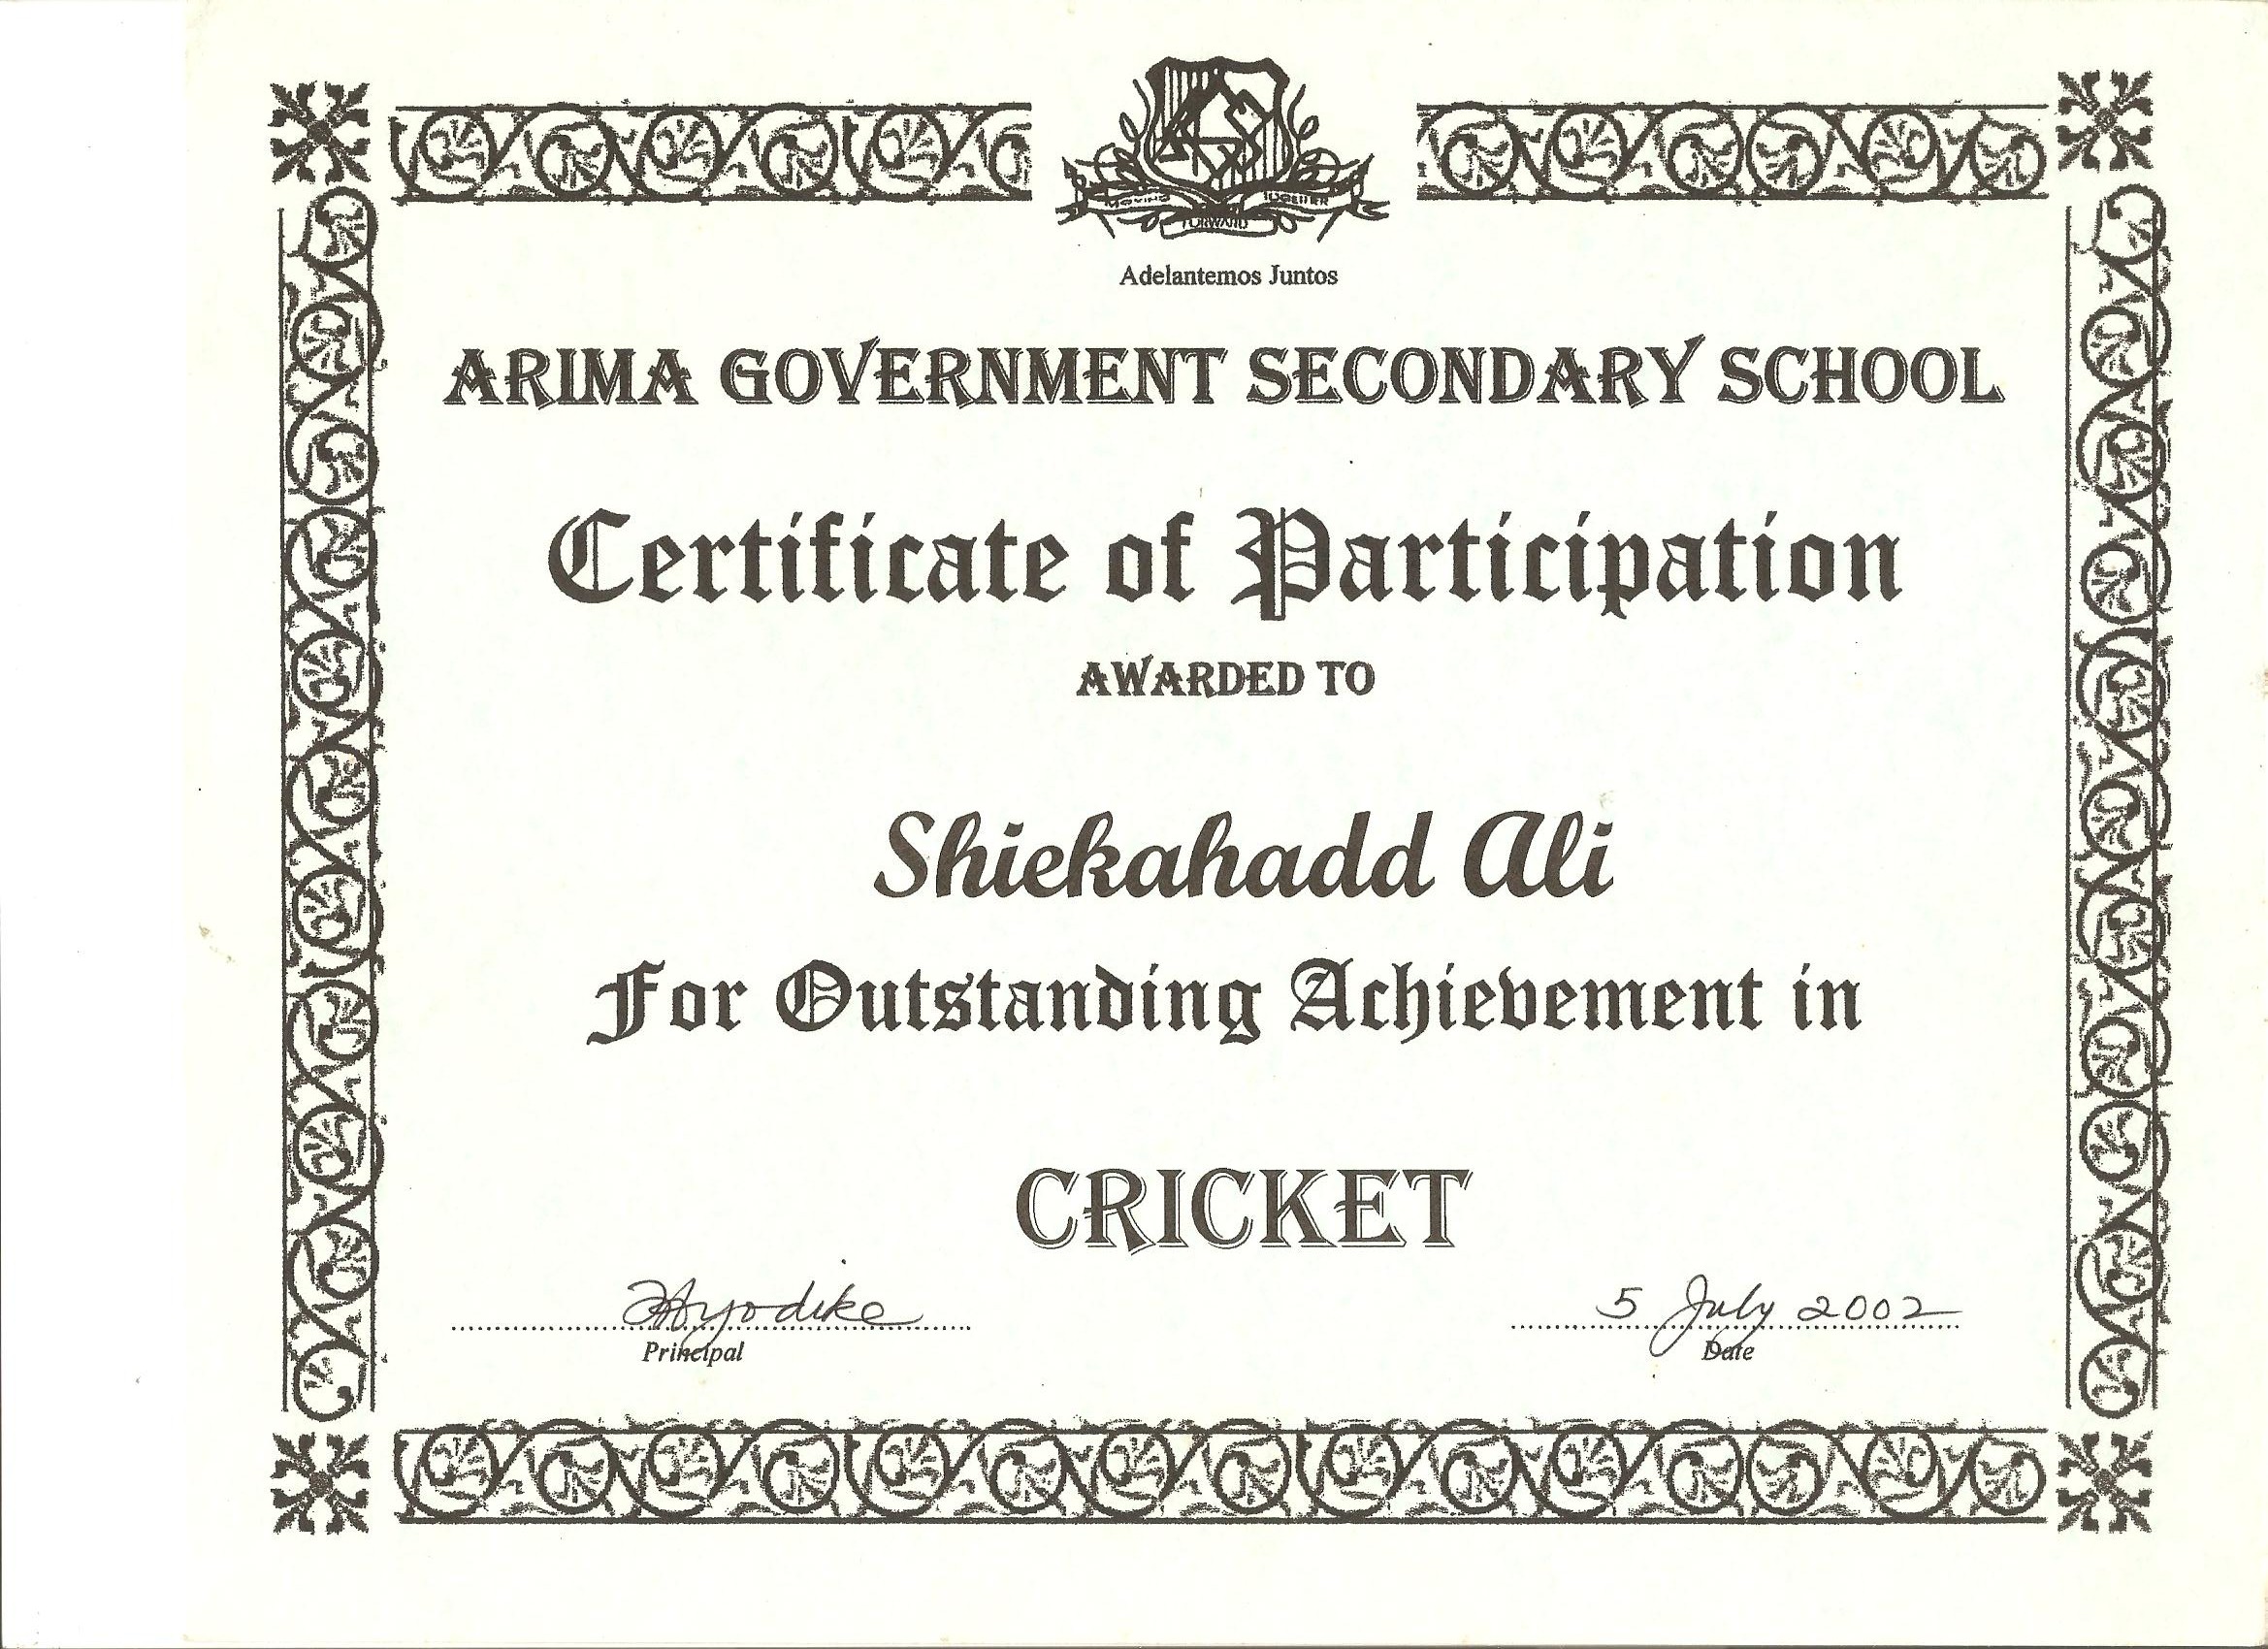 MOVING TOGETHER
FORWARD
Adelantemos Juntos
ARIMA GOVERNMENT SECONDARY SCHOOL
Certificate of Participation
AWARDED TO
Shiekahadd Ali
For Outstanding Achievement in
CRICKET
5 July 2002
Principal Date